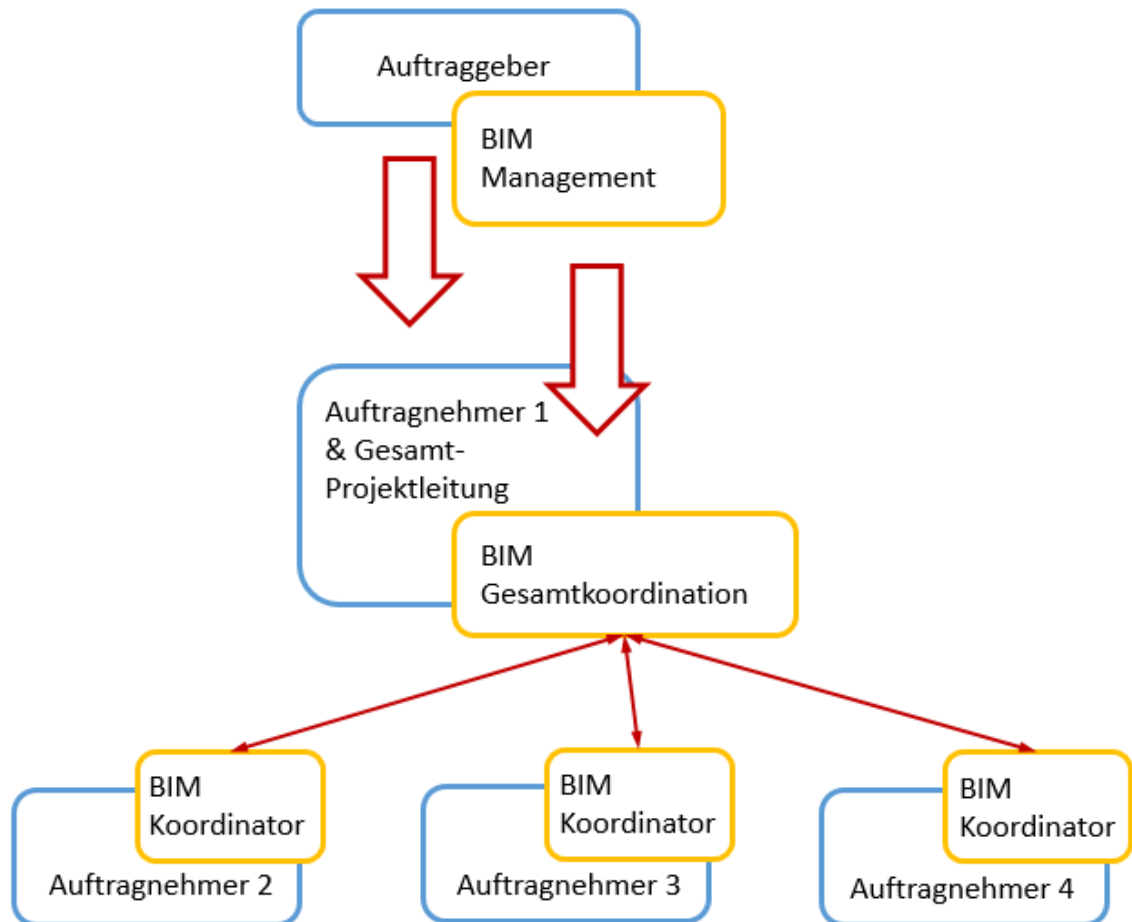 Auftraggeber
BIM
Management
Auftragnehmer 1
& Gesamt-
Projektleitung
BIM
Gesamtkoordination
BIM
Koordinator
Auftragnehmer 2
BIM
Koordinator
Auftragnehmer 3
BIM
Koordinator
Auftragnehmer 4